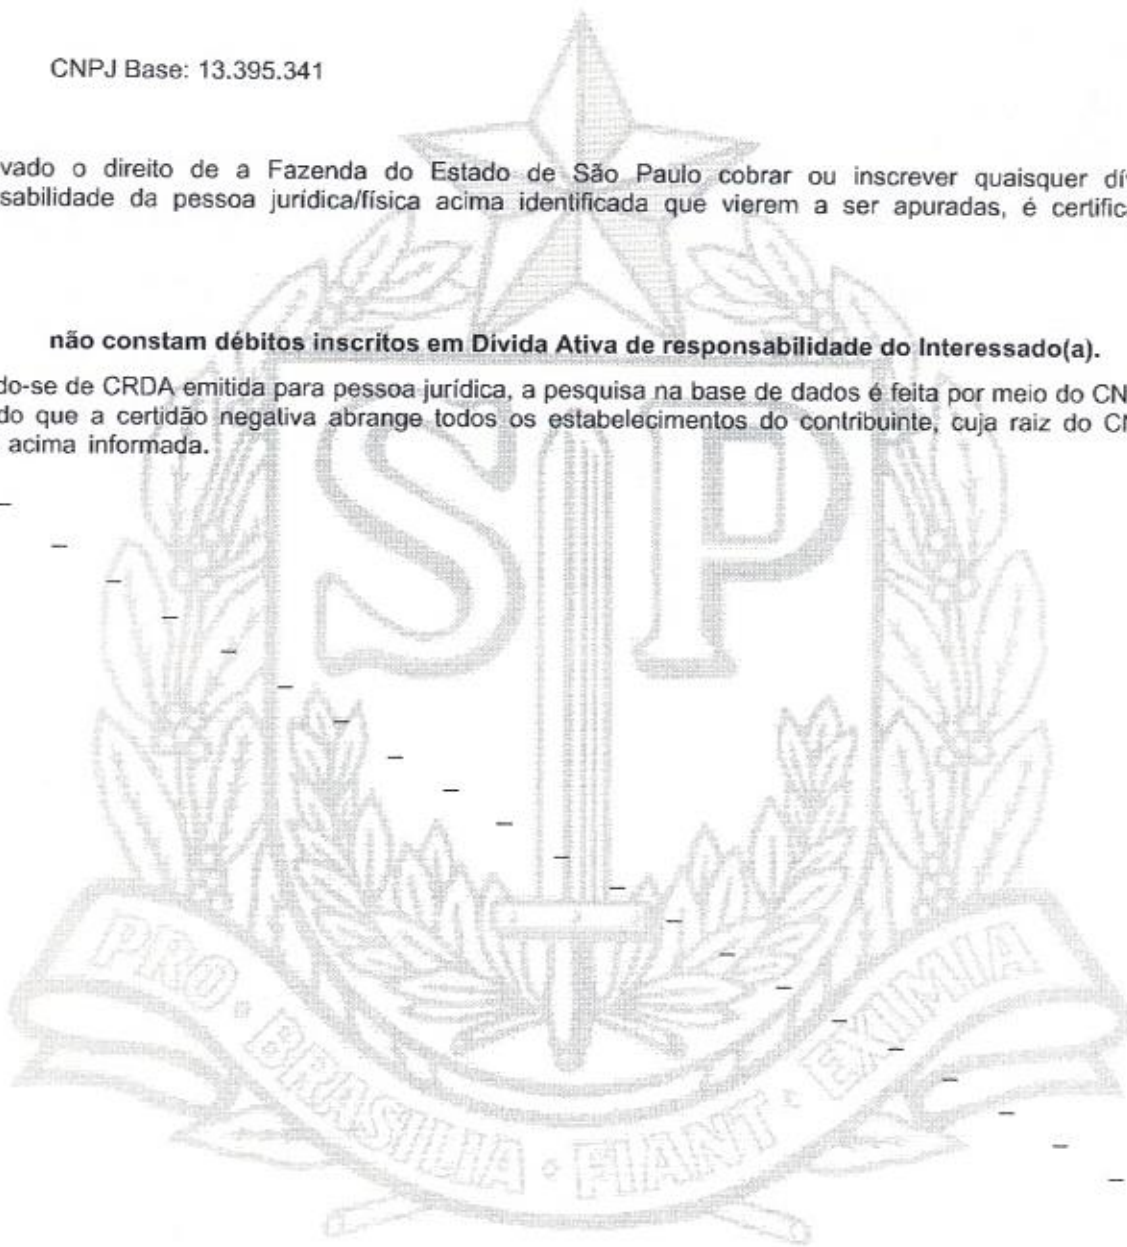 CNPJ Base: 13.395.341
vado o direito de a Fazenda do Estado de São Paulo cobrar ou inscrever quaisquer dí
sabilidade da pessoa jurídica/física acima identificada que vierem a ser apuradas, é certific
não constam débitos inscritos em Dívida Ativa de responsabilidade do Interessado(a).
do-se de CRDA emitida para pessoa jurídica, a pesquisa na base de dados é feita por meio do CN
do que a certidão negativa abrange todos os estabelecimentos do contribuinte, cuja raiz do CN
acima informada.
SP
PRO • BRASILIA • FIANT • EXIMIA